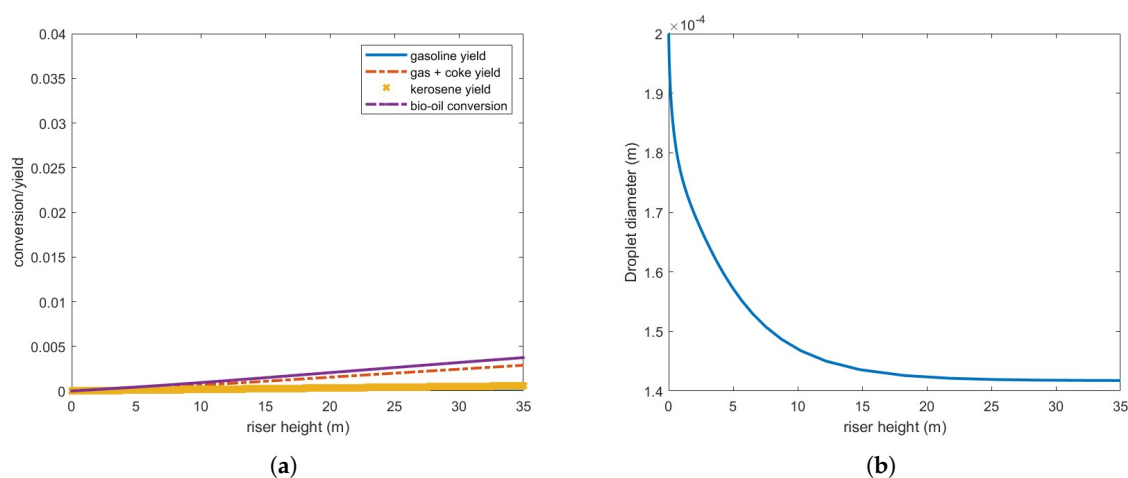 0.04
0.035
0.03
0.025
0.02
0.015
0.01
0.005
0
conversion/yield
gasoline yield
gas + coke yield
kerosene yield
bio-oil conversion
0 5 10 15 20 25 30 35
riser height (m)
(a)
×10⁻⁴
2
1.9
1.8
1.7
1.6
1.5
1.4
Droplet diameter (m)
0 5 10 15 20 25 30 35
riser height (m)
(b)